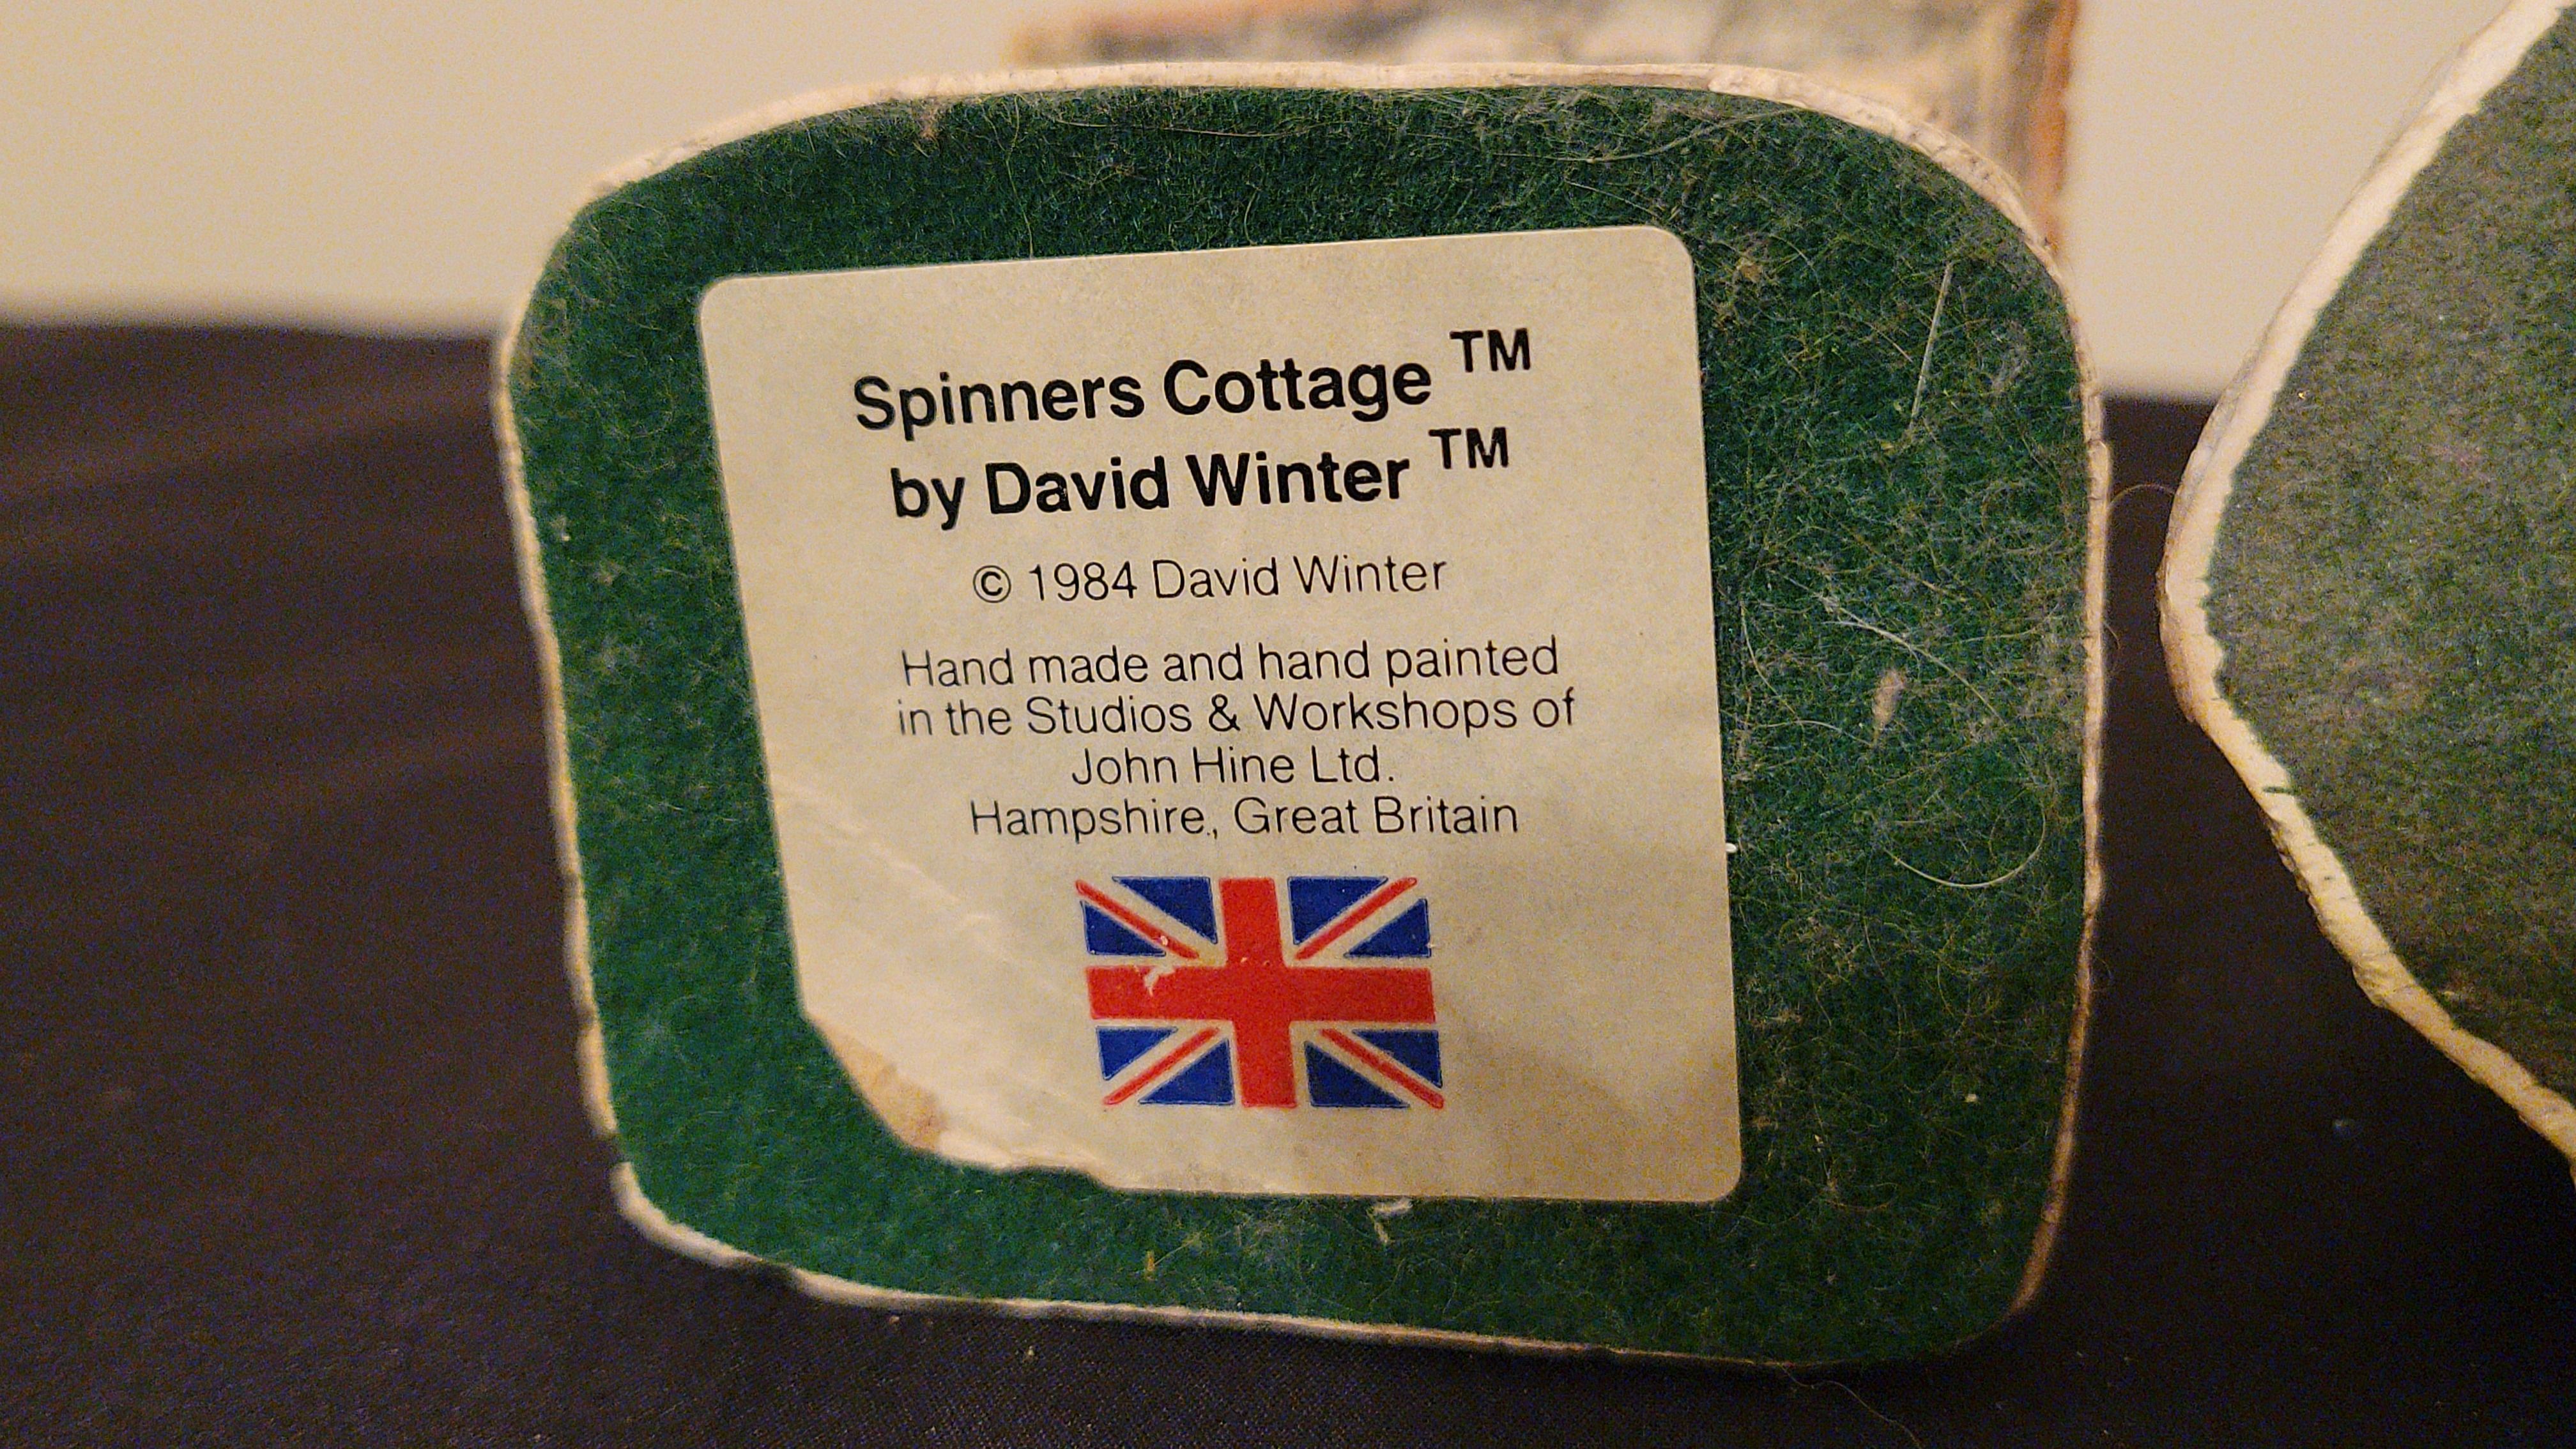 Spinners Cottage ™
by David Winter ™
© 1984 David Winter
Hand made and hand painted
in the Studios & Workshops of
John Hine Ltd.
Hampshire., Great Britain